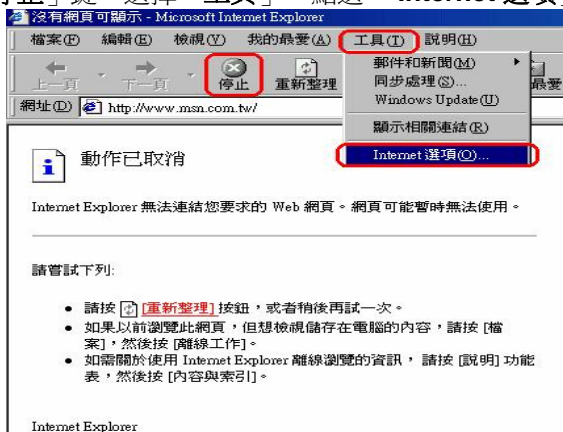 停止」鈕，選擇「工具」，點選「Internet 選項
沒有網頁可顯示 - Microsoft Internet Explorer
檔案(F) 編輯(E) 檢視(V) 我的最愛(A) 工具(T) 說明(H)
上一頁 下一頁 停止 重新整理 最愛
郵件和新聞(M)
同步處理(S)...
Windows Update(U)
顯示相關連結(R)
Internet 選項(O)...
網址(D) http://www.msn.com.tw/
動作已取消
Internet Explorer 無法連結您要求的 Web 網頁。網頁可能暫時無法使用。
請嘗試下列:
請按 [重新整理] 按鈕，或者稍後再試一次。
如果以前瀏覽此網頁，但想檢視儲存在電腦的內容，請按 [檔
案]，然後按 [離線工作]。
如需關於使用 Internet Explorer 離線瀏覽的資訊， 請按 [說明] 功能
表，然後按 [內容與索引]。
Internet Explorer